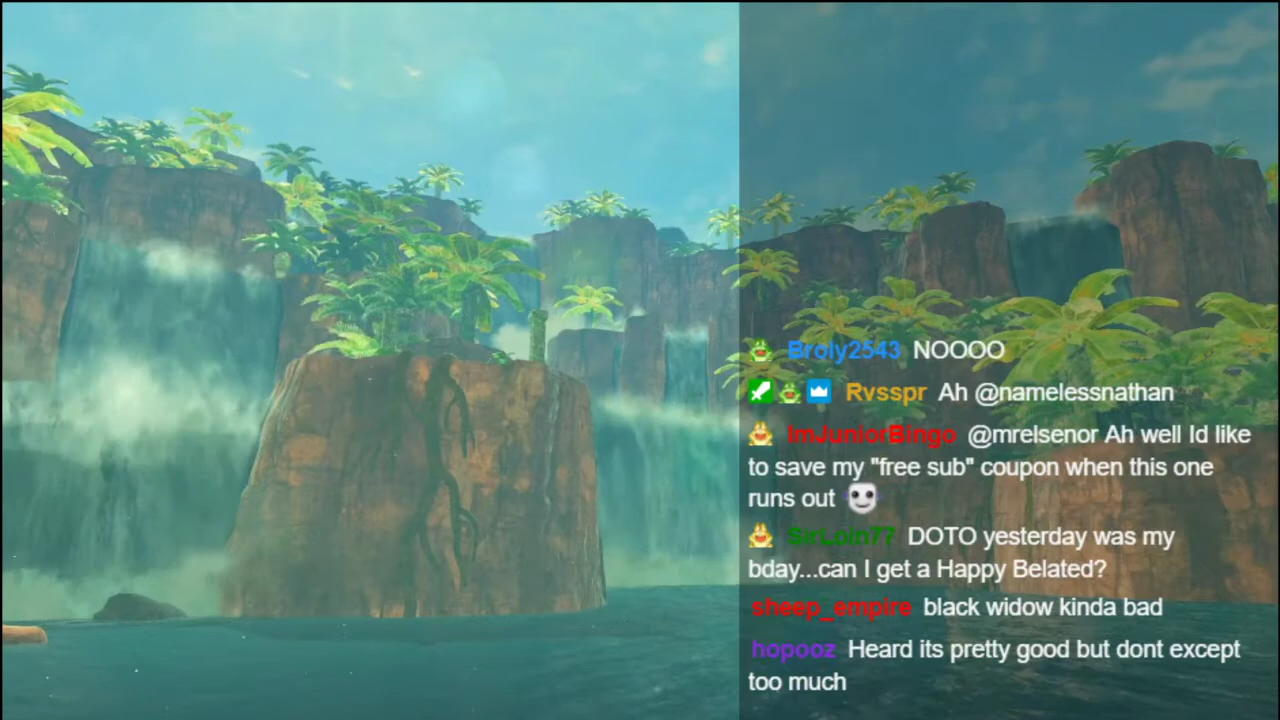 Broly2543 NOOOO
Rvsspr Ah @namelessnathan
ImJuniorBingo @mrelsenor Ah well Id like
to save my "free sub" coupon when this one
runs out
SirLoin77 DOTO yesterday was my
bday...can I get a Happy Belated?
sheep_empire black widow kinda bad
hopooz Heard its pretty good but dont except
too much